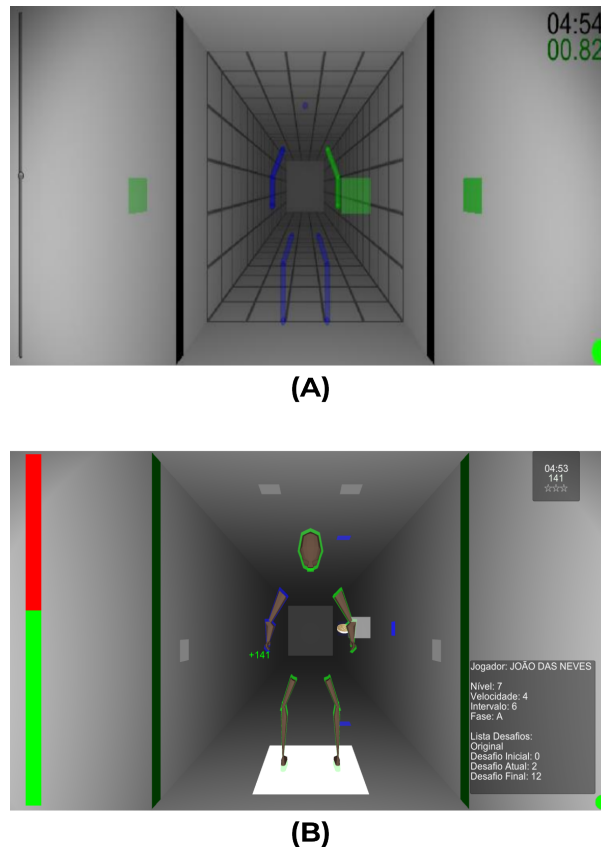 04:54
00.82
(A)
04:53
141
☆☆☆
+141
Jogador: JOÃO DAS NEVES
Nível: 7
Velocidade: 4
Intervalo: 6
Fase: A
Lista Desafios:
Original
Desafio Inicial: 0
Desafio Atual: 2
Desafio Final: 12
(B)